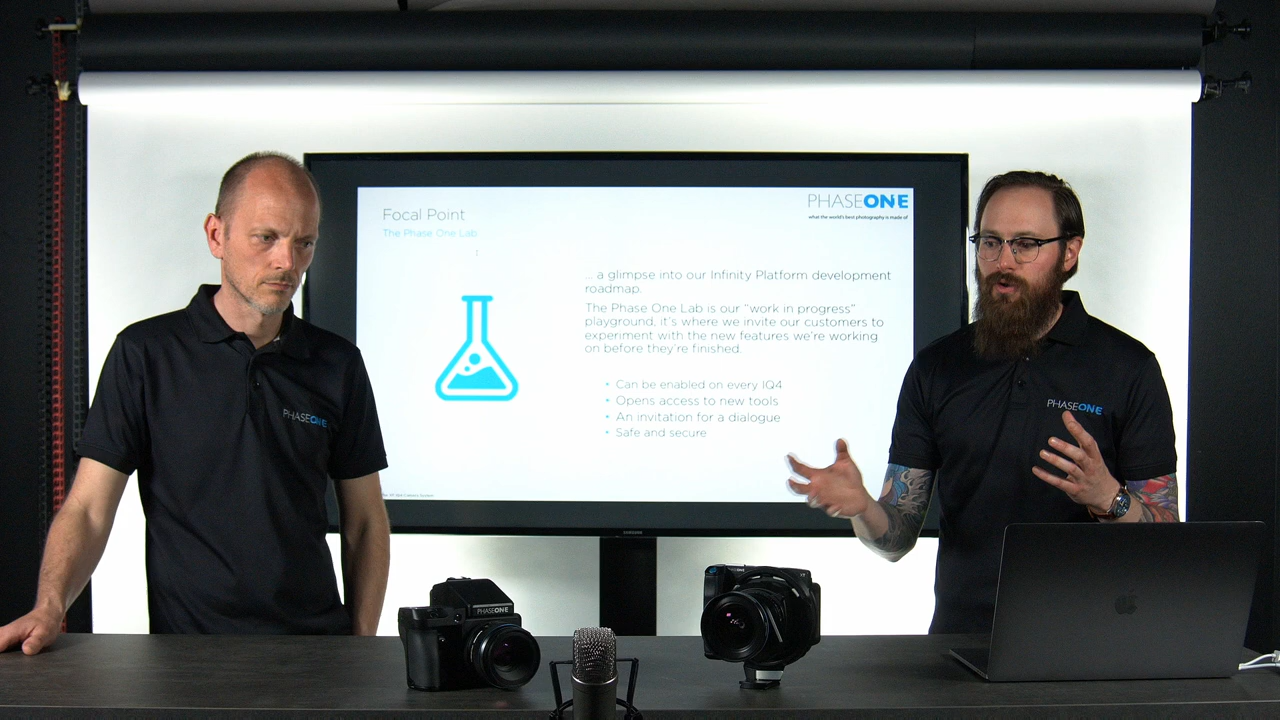 PHASEONE
what the world's best photography is made of
Focal Point
The Phase One Lab
... a glimpse into our Infinity Platform development
roadmap.
The Phase One Lab is our "work in progress"
playground, it's where we invite our customers to
experiment with the new features we're working
on before they're finished.
• Can be enabled on every IQ4
• Opens access to new tools
• An invitation for a dialogue
• Safe and secure
SAMSUNG
PHASEONE
PHASEONE
PHASEONE
PHASEONE
XT